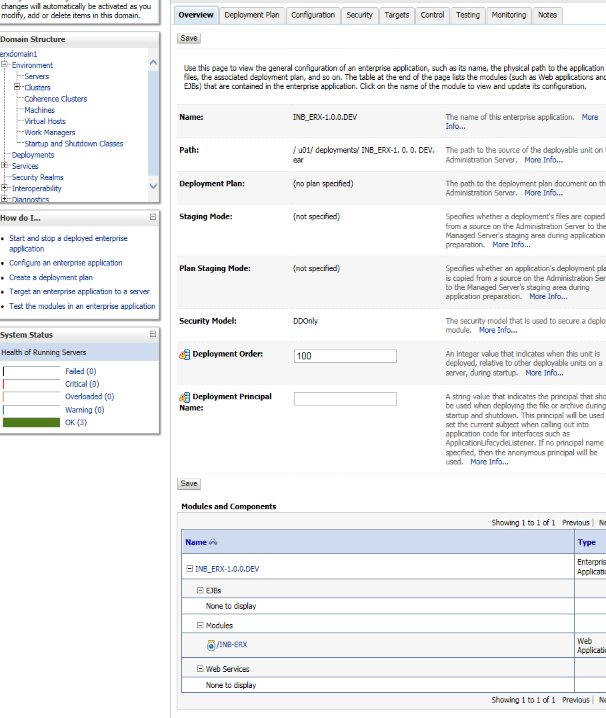 changes will automatically be activated as you
modify, add or delete items in this domain.
Domain Structure
erxdomain1
Environment
Servers
Clusters
Coherence Clusters
Machines
Virtual Hosts
Work Managers
Startup and Shutdown Classes
Deployments
Services
Security Realms
Interoperability
Diagnostics
How do I...
Start and stop a deployed enterprise
application
Configure an enterprise application
Create a deployment plan
Target an enterprise application to a server
Test the modules in an enterprise application
System Status
Health of Running Servers
Failed (0)
Critical (0)
Overloaded (0)
Warning (0)
OK (3)
Overview Deployment Plan Configuration Security Targets Control Testing Monitoring Notes
Save
Use this page to view the general configuration of an enterprise application, such as its name, the physical path to the application
files, the associated deployment plan, and so on. The table at the end of the page lists the modules (such as Web applications and
EJBs) that are contained in the enterprise application. Click on the name of the module to view and update its configuration.
Name: INB_ERX-1.0.0.DEV The name of this enterprise application. More
Info...
Path: / u01/ deployments/ INB_ERX-1. 0. 0. DEV. The path to the source of the deployable unit on
ear Administration Server. More Info...
Deployment Plan: (no plan specified) The path to the deployment plan document on
Administration Server. More Info...
Staging Mode: (not specified) Specifies whether a deployment's files are copied
from a source on the Administration Server to the
Managed Server's staging area during application
preparation. More Info...
Plan Staging Mode: (not specified) Specifies whether an application's deployment
is copied from a source on the Administration
to the Managed Server's staging area during
application preparation. More Info...
Security Model: DDOnly The security model that is used to secure a
module. More Info...
Deployment Order: 100 An integer value that indicates when this unit is
deployed, relative to other deployable units on a
server, during startup. More Info...
Deployment Principal
Name:
A string value that indicates the principal that
be used when deploying the file or archive during
startup and shutdown. This principal will be used
set the current subject when calling out into
application code for interfaces such as
ApplicationLifecycleListener. If no principal name
specified, then the anonymous principal will be
used. More Info...
Save
Modules and Components
Showing 1 to 1 of 1 Previous
Name Type
INB_ERX-1.0.0.DEV Enterpris
Applicatio
EJBs
None to display
Modules
/INB-ERX Web
Applicatio
Web Services
None to display
Showing 1 to 1 of 1 Previous